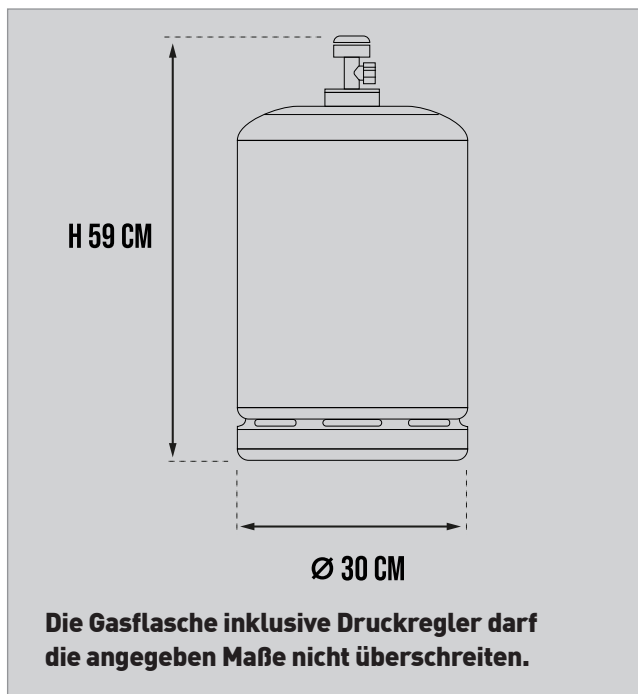 H 59 CM
Ø 30 CM
Die Gasflasche inklusive Druckregler darf
die angegeben Maße nicht überschreiten.